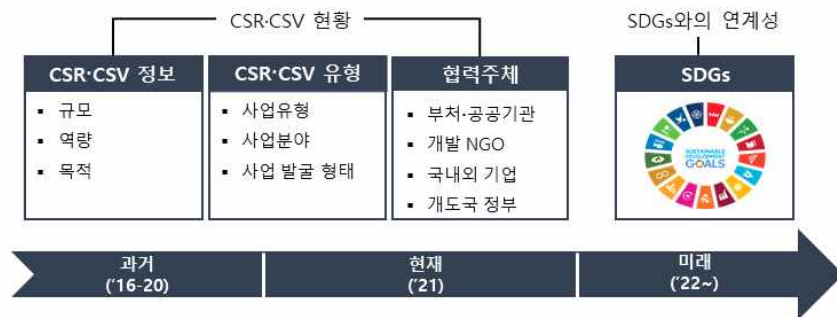 CSR·CSV 현황
SDGs와의 연계성
CSR·CSV 정보
▪ 규모
▪ 역량
▪ 목적
CSR·CSV 유형
▪ 사업유형
▪ 사업분야
▪ 사업 발굴 형태
협력주체
▪ 부처·공공기관
▪ 개발 NGO
▪ 국내외 기업
▪ 개도국 정부
SDGs
SUSTAINABLE
DEVELOPMENT
GOALS
과거
('16-20)
현재
('21)
미래
('22~)